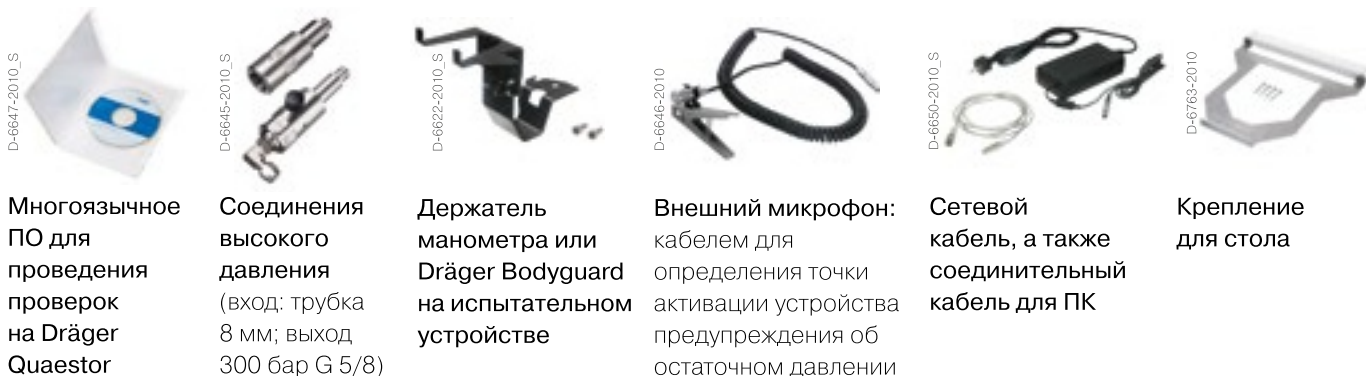 D-6647-2010_S
Многоязычное
ПО для
проведения
проверок
на Dräger
Quaestor
D-6645-2010_S
Соединения
высокого
давления
(вход: трубка
8 мм; выход
300 бар G 5/8)
D-6622-2010_S
Держатель
манометра или
Dräger Bodyguard
на испытательном
устройстве
D-6646-2010
Внешний микрофон:
кабелем для
определения точки
активации устройства
предупреждения об
остаточном давлении
D-6650-2010_S
Сетевой
кабель, а также
соединительный
кабель для ПК
D-6763-2010
Крепление
для стола